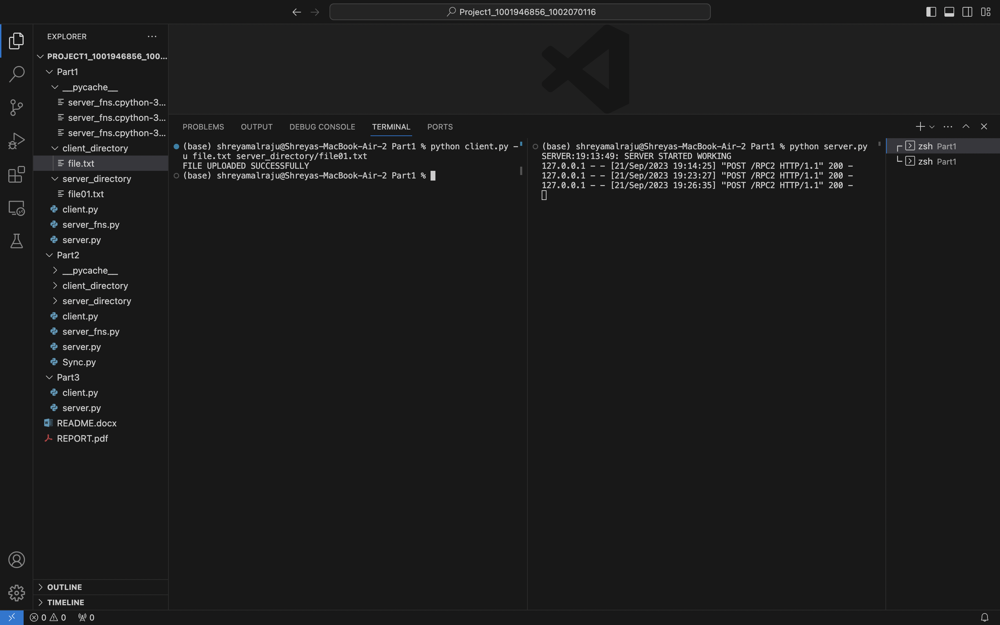 Project1_1001946856_1002070116
EXPLORER
PROJECT1_1001946856_100...
Part1
__pycache__
server_fns.cpython-3...
server_fns.cpython-3...
server_fns.cpython-3...
client_directory
file.txt
server_directory
file01.txt
client.py
server_fns.py
server.py
Part2
__pycache__
client_directory
server_directory
client.py
server_fns.py
server.py
Sync.py
Part3
client.py
server.py
README.docx
REPORT.pdf
OUTLINE
TIMELINE
PROBLEMS OUTPUT DEBUG CONSOLE TERMINAL PORTS
(base) shreyamalraju@Shreyas-MacBook-Air-2 Part1 % python client.py -
u file.txt server_directory/file01.txt
FILE UPLOADED SUCCESSFULLY
(base) shreyamalraju@Shreyas-MacBook-Air-2 Part1 %
(base) shreyamalraju@Shreyas-MacBook-Air-2 Part1 % python server.py
SERVER:19:13:49: SERVER STARTED WORKING
127.0.0.1 - - [21/Sep/2023 19:14:25] "POST /RPC2 HTTP/1.1" 200 -
127.0.0.1 - - [21/Sep/2023 19:23:27] "POST /RPC2 HTTP/1.1" 200 -
127.0.0.1 - - [21/Sep/2023 19:26:35] "POST /RPC2 HTTP/1.1" 200 -
zsh Part1
zsh Part1
0 0 0